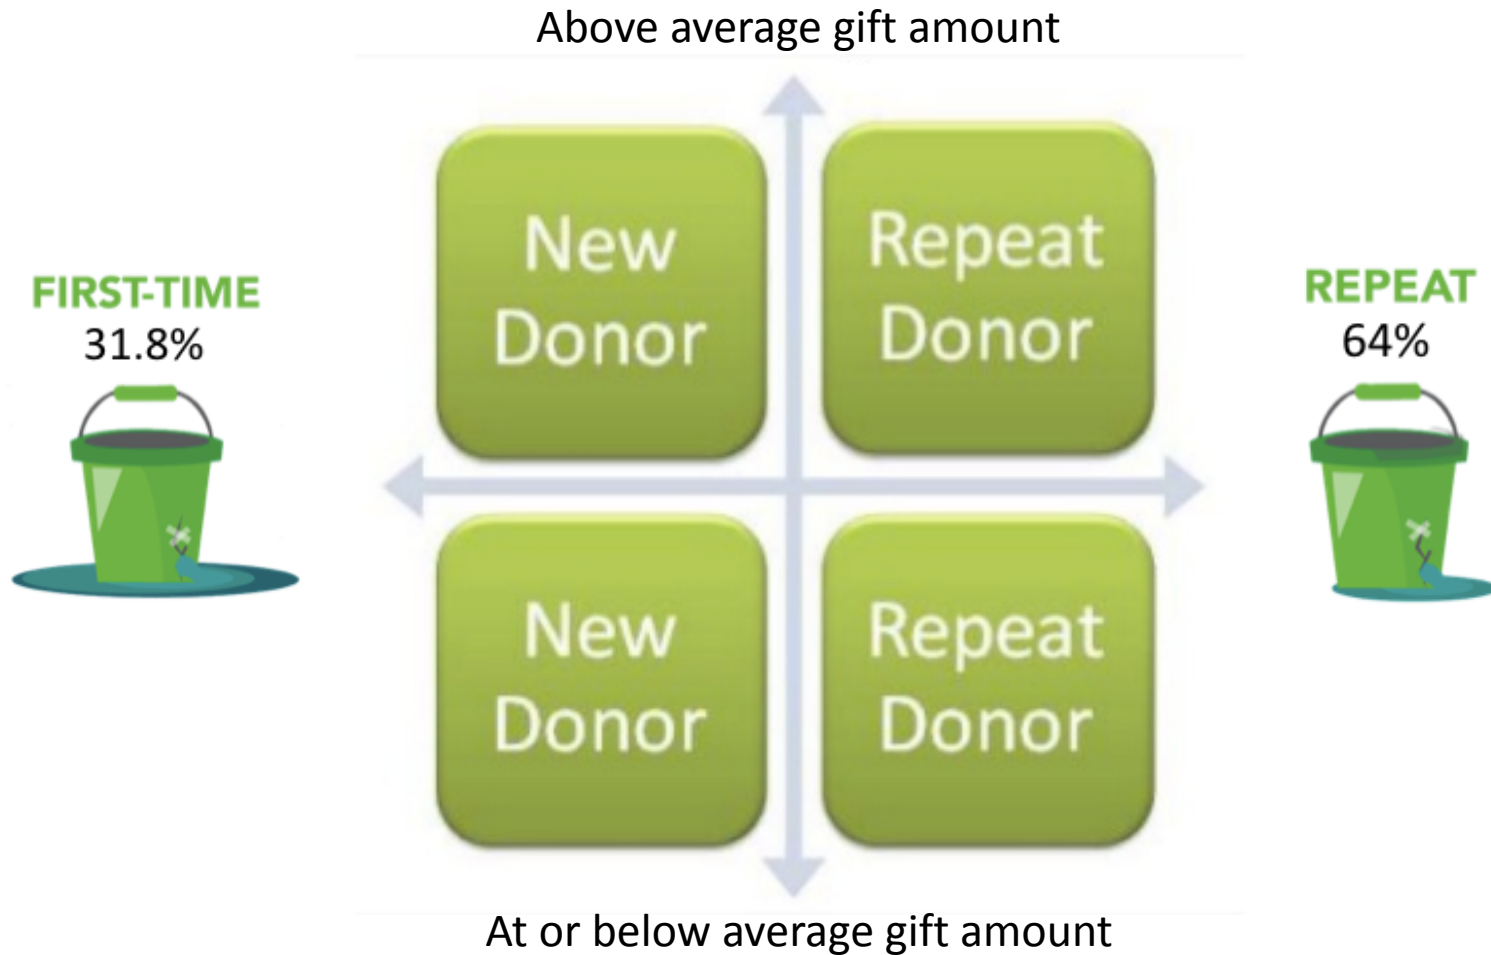 Above average gift amount
New
Donor
Repeat
Donor
FIRST-TIME
31.8%
REPEAT
64%
New
Donor
Repeat
Donor
At or below average gift amount